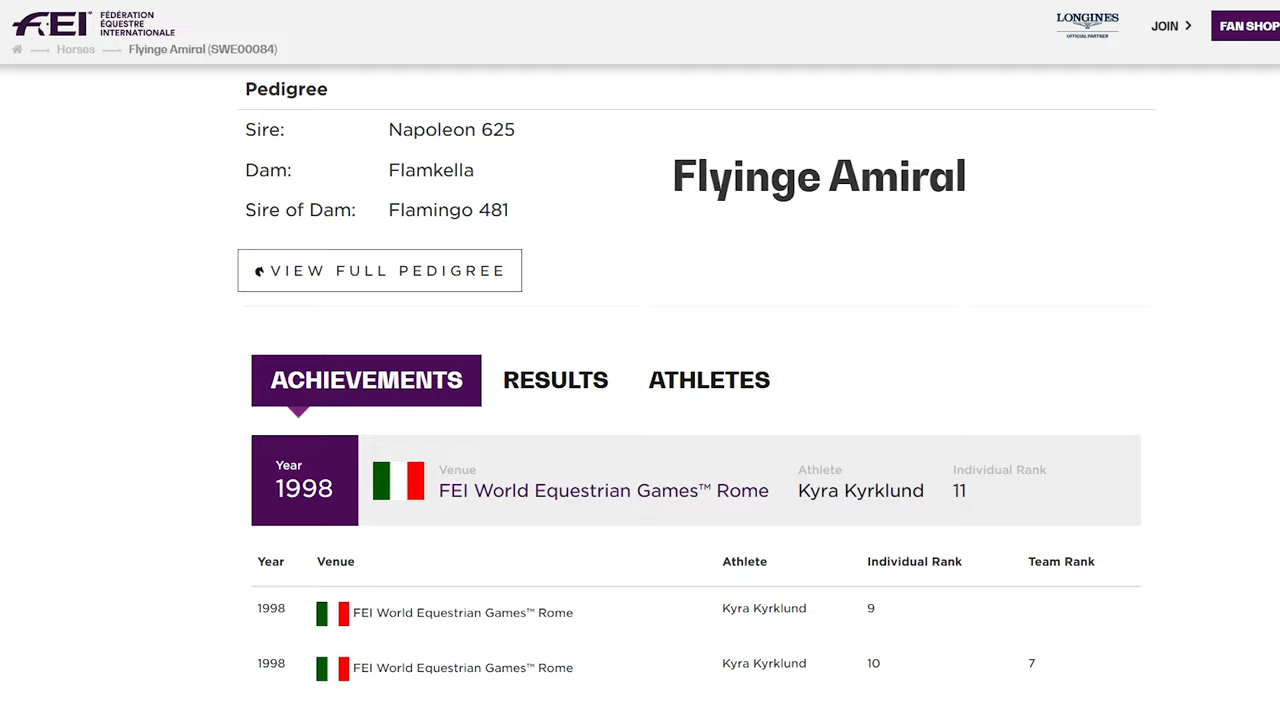 FEI™ FÉDÉRATION
ÉQUESTRE
INTERNATIONALE
LONGINES
OFFICIAL PARTNER
JOIN
FAN SHOP
Horses Flyinge Amiral (SWE00084)
Pedigree
Sire: Napoleon 625
Dam: Flamkella
Sire of Dam: Flamingo 481
Flyinge Amiral
VIEW FULL PEDIGREE
ACHIEVEMENTS RESULTS ATHLETES
Year Venue Athlete Individual Rank
1998 FEI World Equestrian Games™ Rome Kyra Kyrklund 11
Year Venue Athlete Individual Rank Team Rank
1998 FEI World Equestrian Games™ Rome Kyra Kyrklund 9
1998 FEI World Equestrian Games™ Rome Kyra Kyrklund 10 7